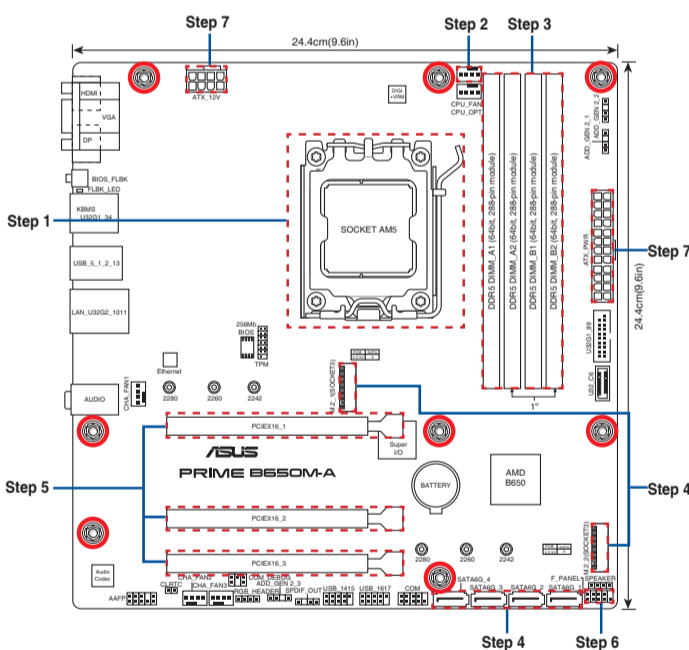 Step 7
Step 2
Step 3
24.4cm(9.6in)
HDMI
VGA
DP
ATX_12V
DIGI
+VRM
CPU_FAN
CPU_OPT
ADD_GEN 2_1
ADD_GEN 2_2
BIOS_FLBK
FLBK_LED
KBMS
U32G1_34
Step 1
SOCKET AM5
DDR5 DIMM_A1 (64bit, 288-pin module)
DDR5 DIMM_A2 (64bit, 288-pin module)
DDR5 DIMM_B1 (64bit, 288-pin module)
DDR5 DIMM_B2 (64bit, 288-pin module)
ATX_PWR
Step 7
24.4cm(9.6in)
USB_5_1_2_13
LAN_U32G2_1011
256Mb
BIOS
TPM
U32G1_89
U32_C6
Ethernet
CHA_FAN1
2280
2260
2242
M.2_1(SOCKET3)
1*
AUDIO
PCIEX16_1
Super
I/O
ASUS
PRIME B650M-A
BATTERY
AMD
B650
Step 5
Step 4
PCIEX16_2
2280
2260
2242
M.2_2(SOCKET3)
PCIEX16_3
Audio
Codec
AAFP
CLRTC
CHA_FAN2
CHA_FAN3
COM_DEBUG
RGB_HEADER
ADD_GEN 2_3
SPDIF_OUT
USB_1415
USB_1617
COM
SATA6G_4
SATA6G_3
SATA6G_2
SATA6G_1
F_PANEL
SPEAKER
Step 4
Step 6